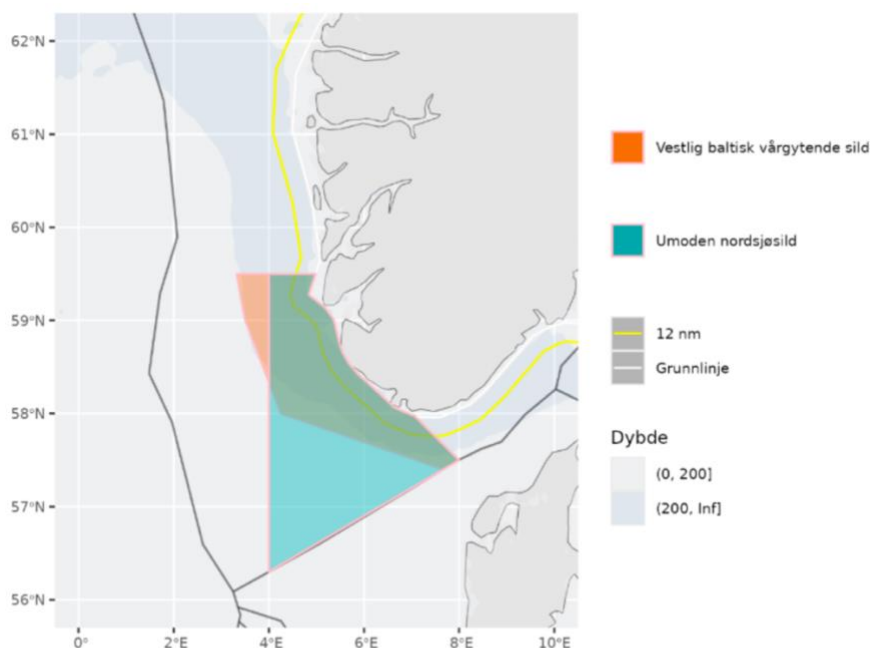 62°N
61°N
60°N
59°N
58°N
57°N
56°N
0°
2°E
4°E
6°E
8°E
10°E
Vestlig baltisk vårgytende sild
Umoden nordsjøsild
12 nm
Grunnlinje
Dybde
(0, 200]
(200, Inf]